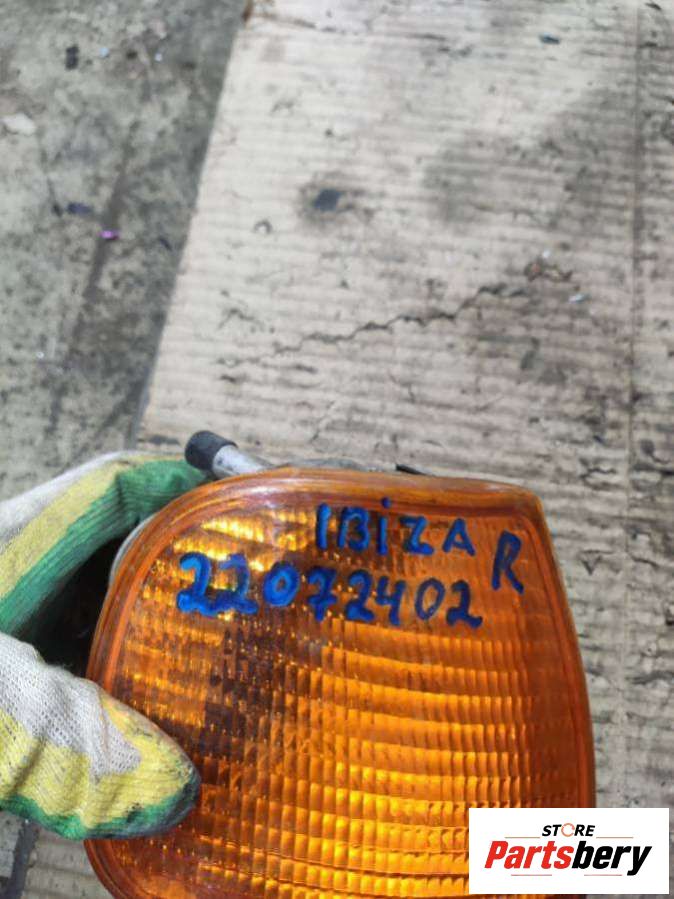 IBiZA R
22072402
STORE
Partsbery